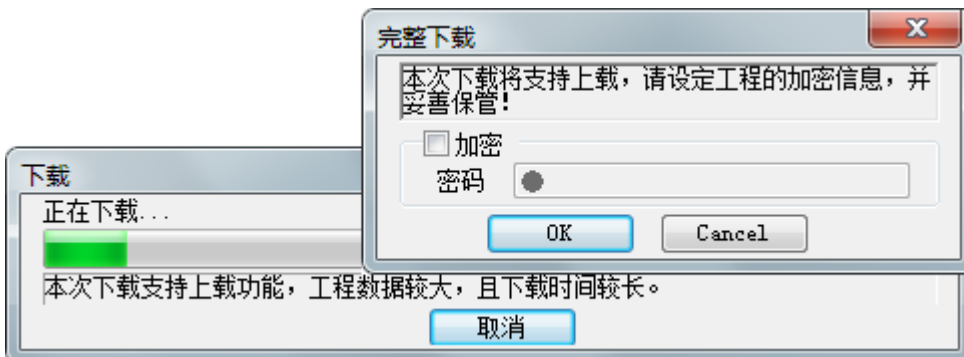 完整下载
本次下载将支持上载，请设定工程的加密信息，并
妥善保管！
加密
密码
OK
Cancel
下载
正在下载...
本次下载支持上载功能，工程数据较大，且下载时间较长。
取消